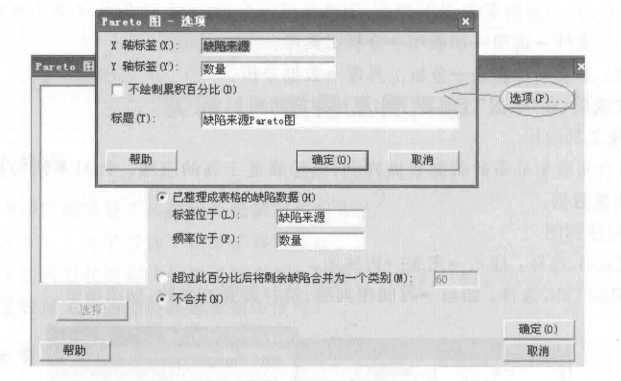 Pareto 图 - 选项
X 轴标签(X): 缺陷来源
Y 轴标签(Y): 数量
不绘制累积百分比(D)
标题(T): 缺陷来源Pareto图
帮助 确定(O) 取消
Pareto 图
选项(P)...
已整理成表格的缺陷数据(H)
标签位于(L): 缺陷来源
频率位于(F): 数量
超过此百分比后将剩余缺陷合并为一个类别(M): 60
不合并(N)
选择
确定(O)
帮助 取消